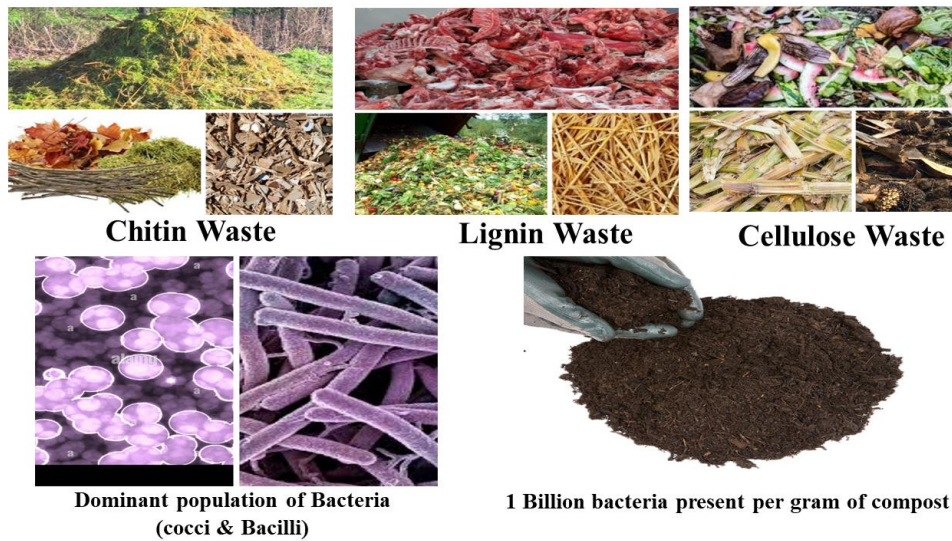 Chitin Waste
Lignin Waste
Cellulose Waste
a
a
alamy
a
a
Dominant population of Bacteria
(cocci & Bacilli)
1 Billion bacteria present per gram of compost